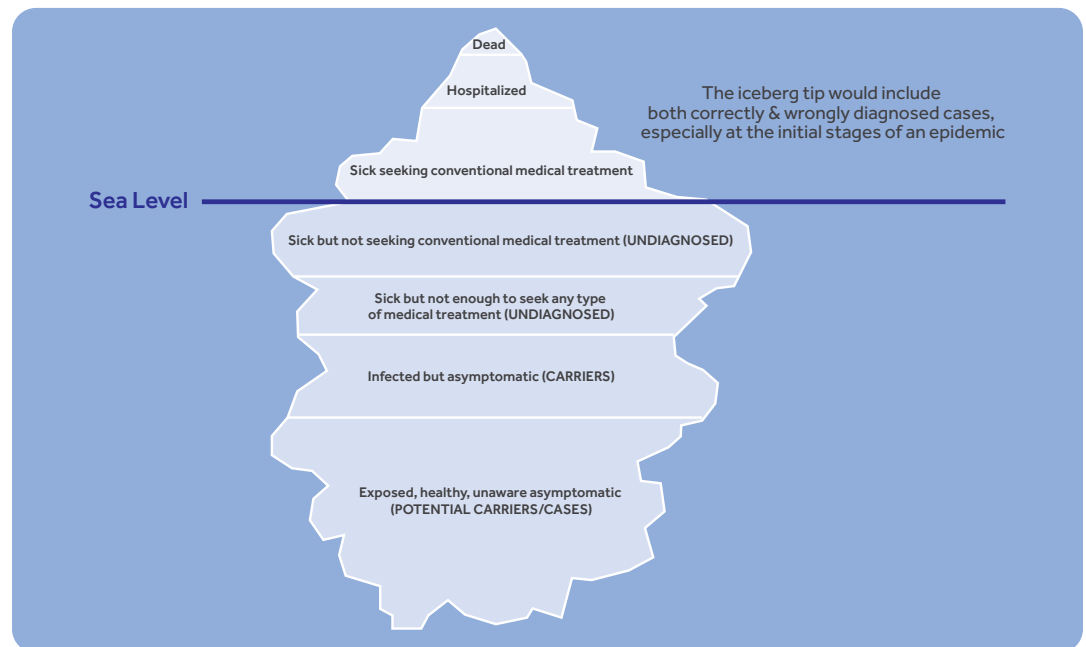 Dead
Hospitalized
The iceberg tip would include
both correctly & wrongly diagnosed cases,
especially at the initial stages of an epidemic
Sick seeking conventional medical treatment
Sea Level
Sick but not seeking conventional medical treatment (UNDIAGNOSED)
Sick but not enough to seek any type
of medical treatment (UNDIAGNOSED)
Infected but asymptomatic (CARRIERS)
Exposed, healthy, unaware asymptomatic
(POTENTIAL CARRIERS/CASES)